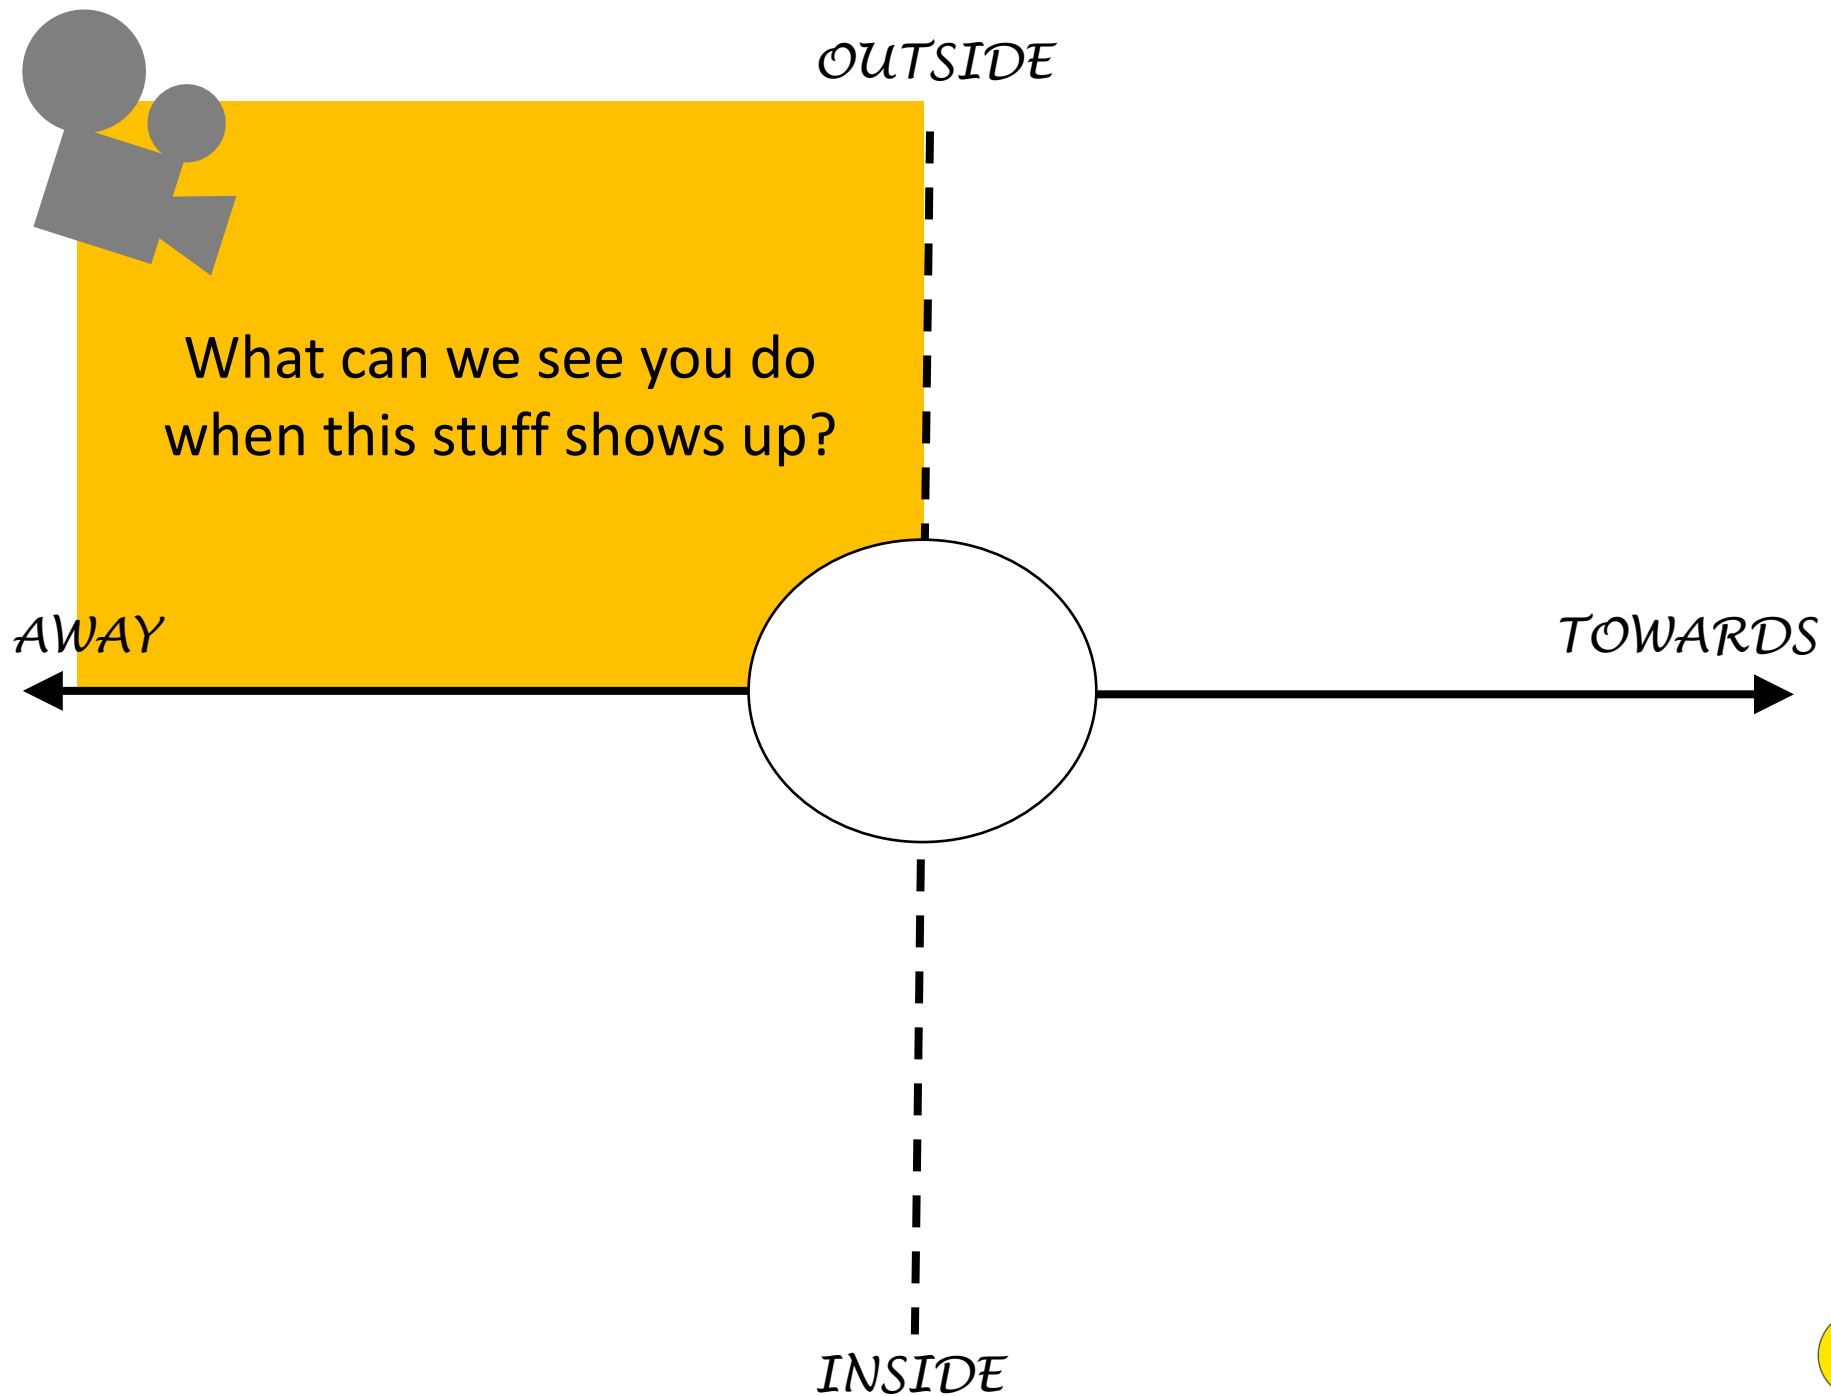 OUTSIDE
What can we see you do
when this stuff shows up?
AWAY
TOWARDS
INSIDE